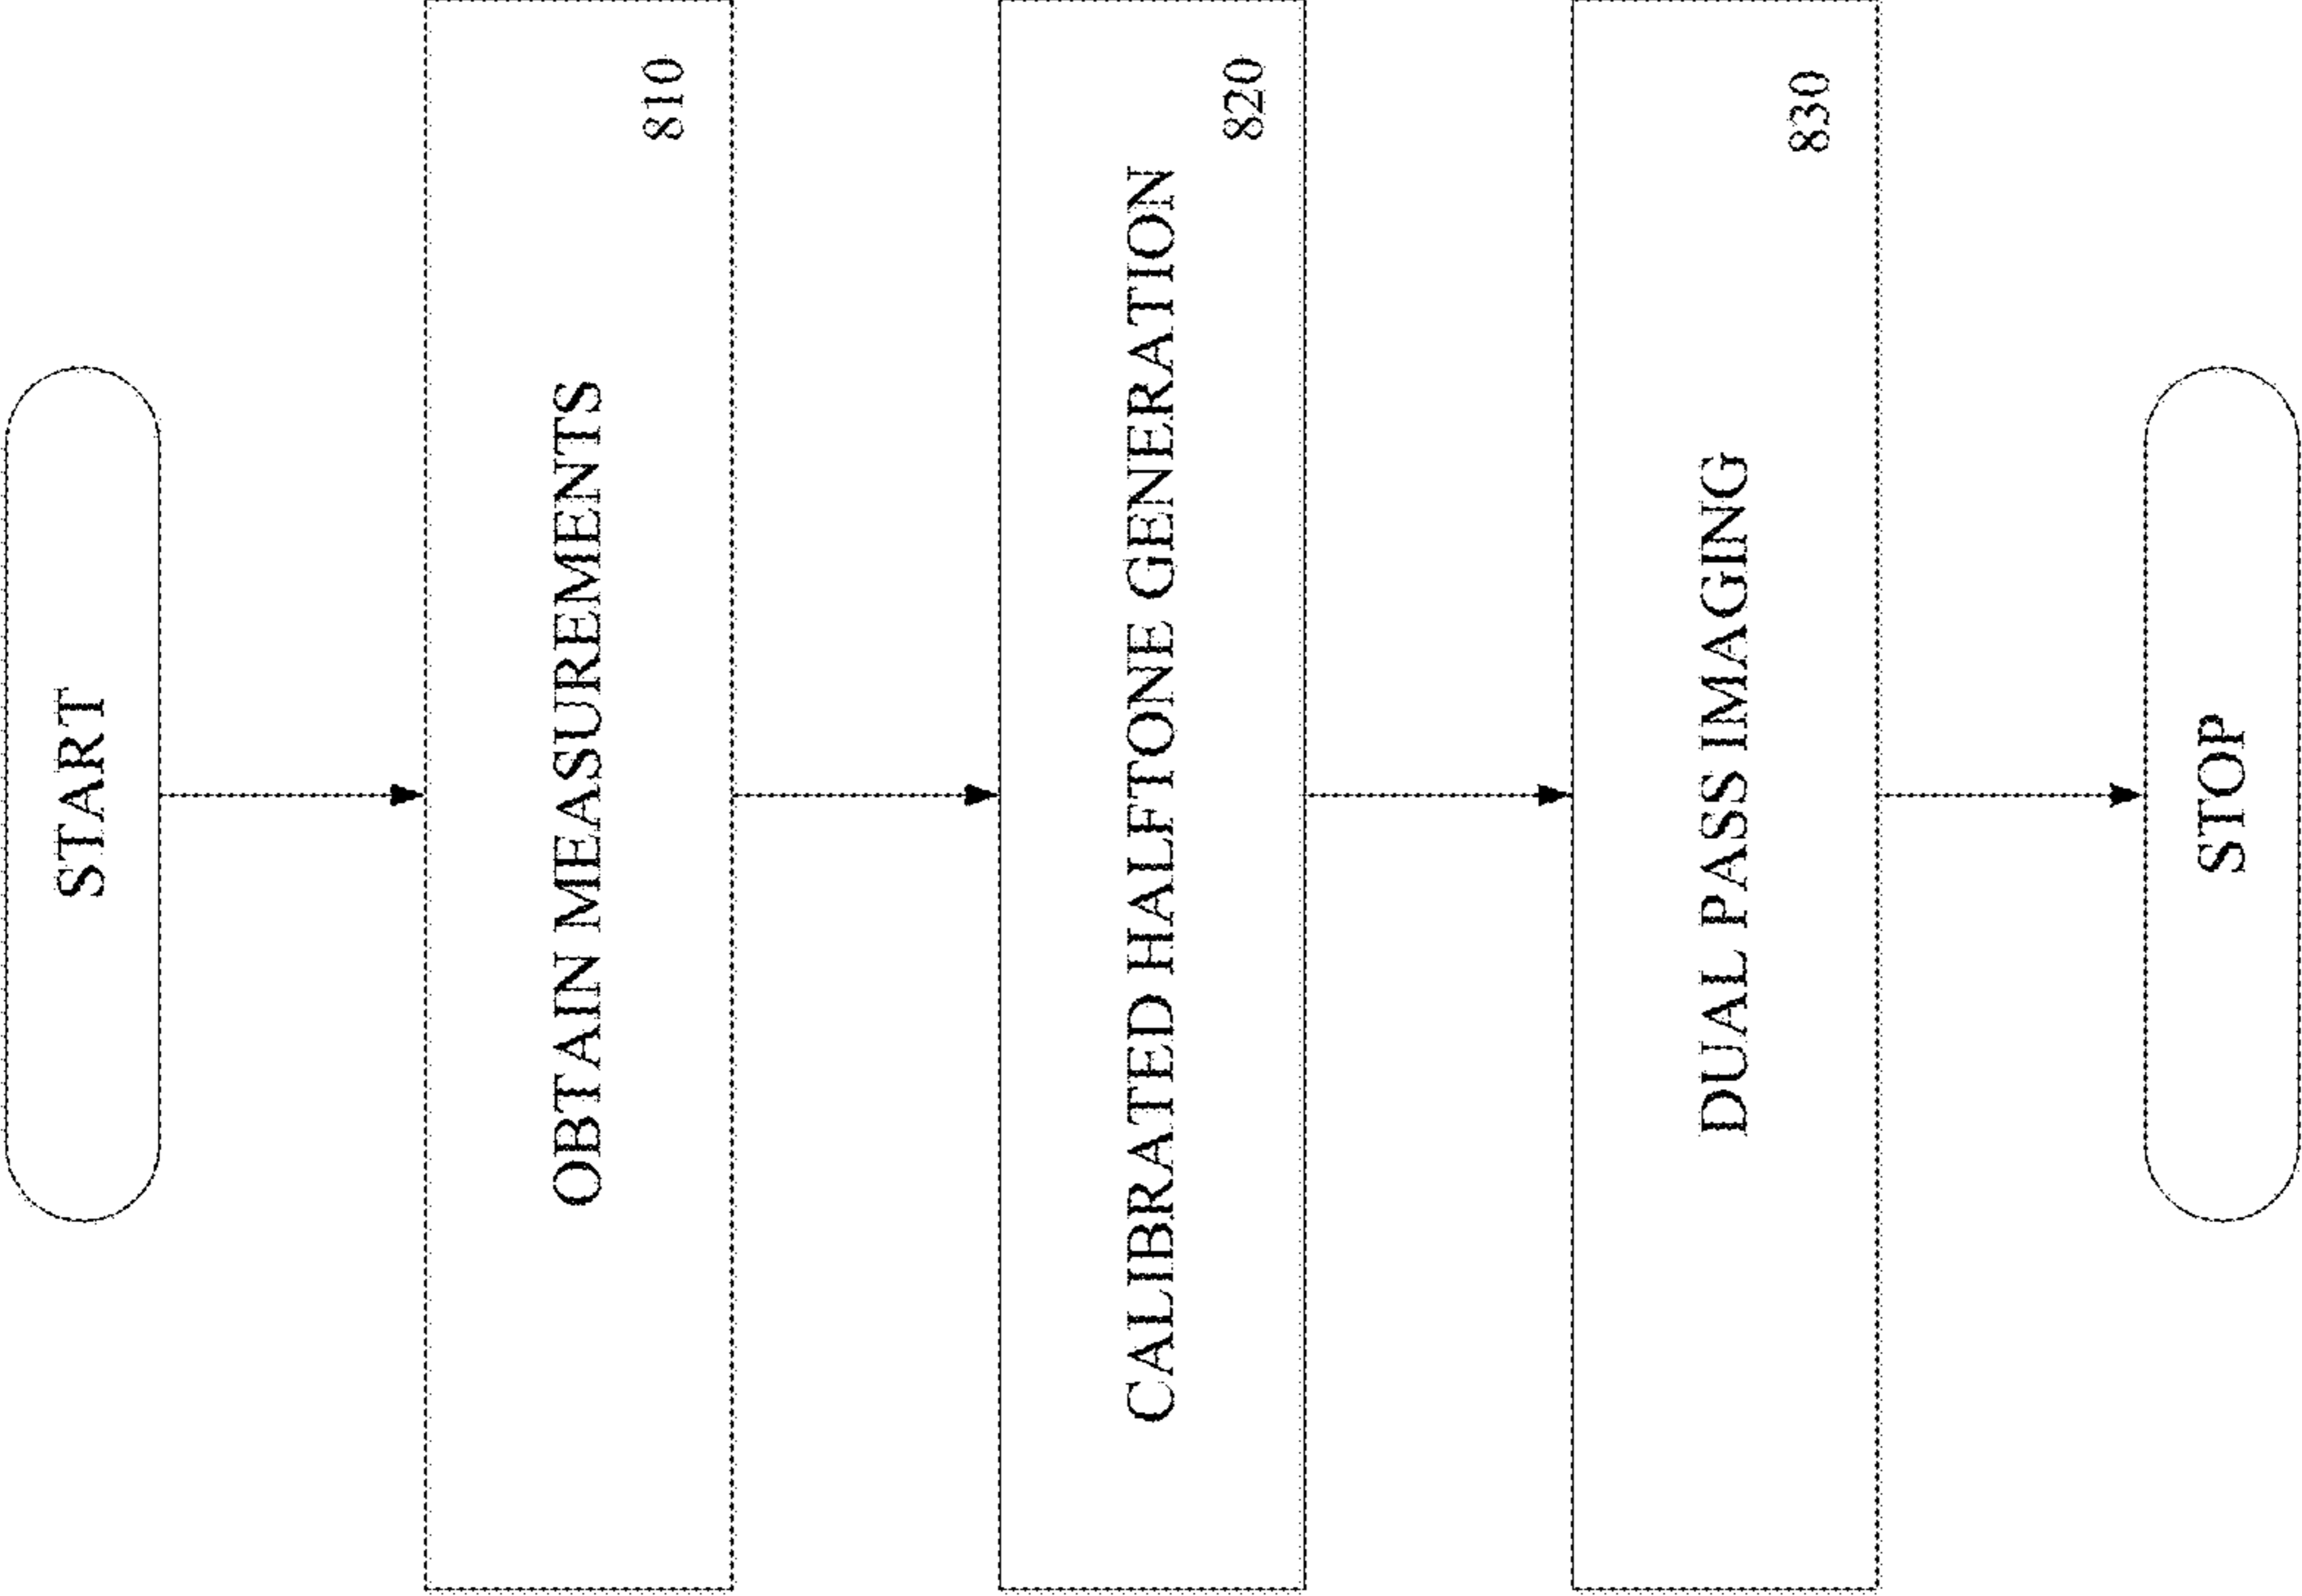 START
OBTAIN MEASUREMENTS
810
CALIBRATED HALFTONE GENERATION
820
DUAL PASS IMAGING
830
STOP